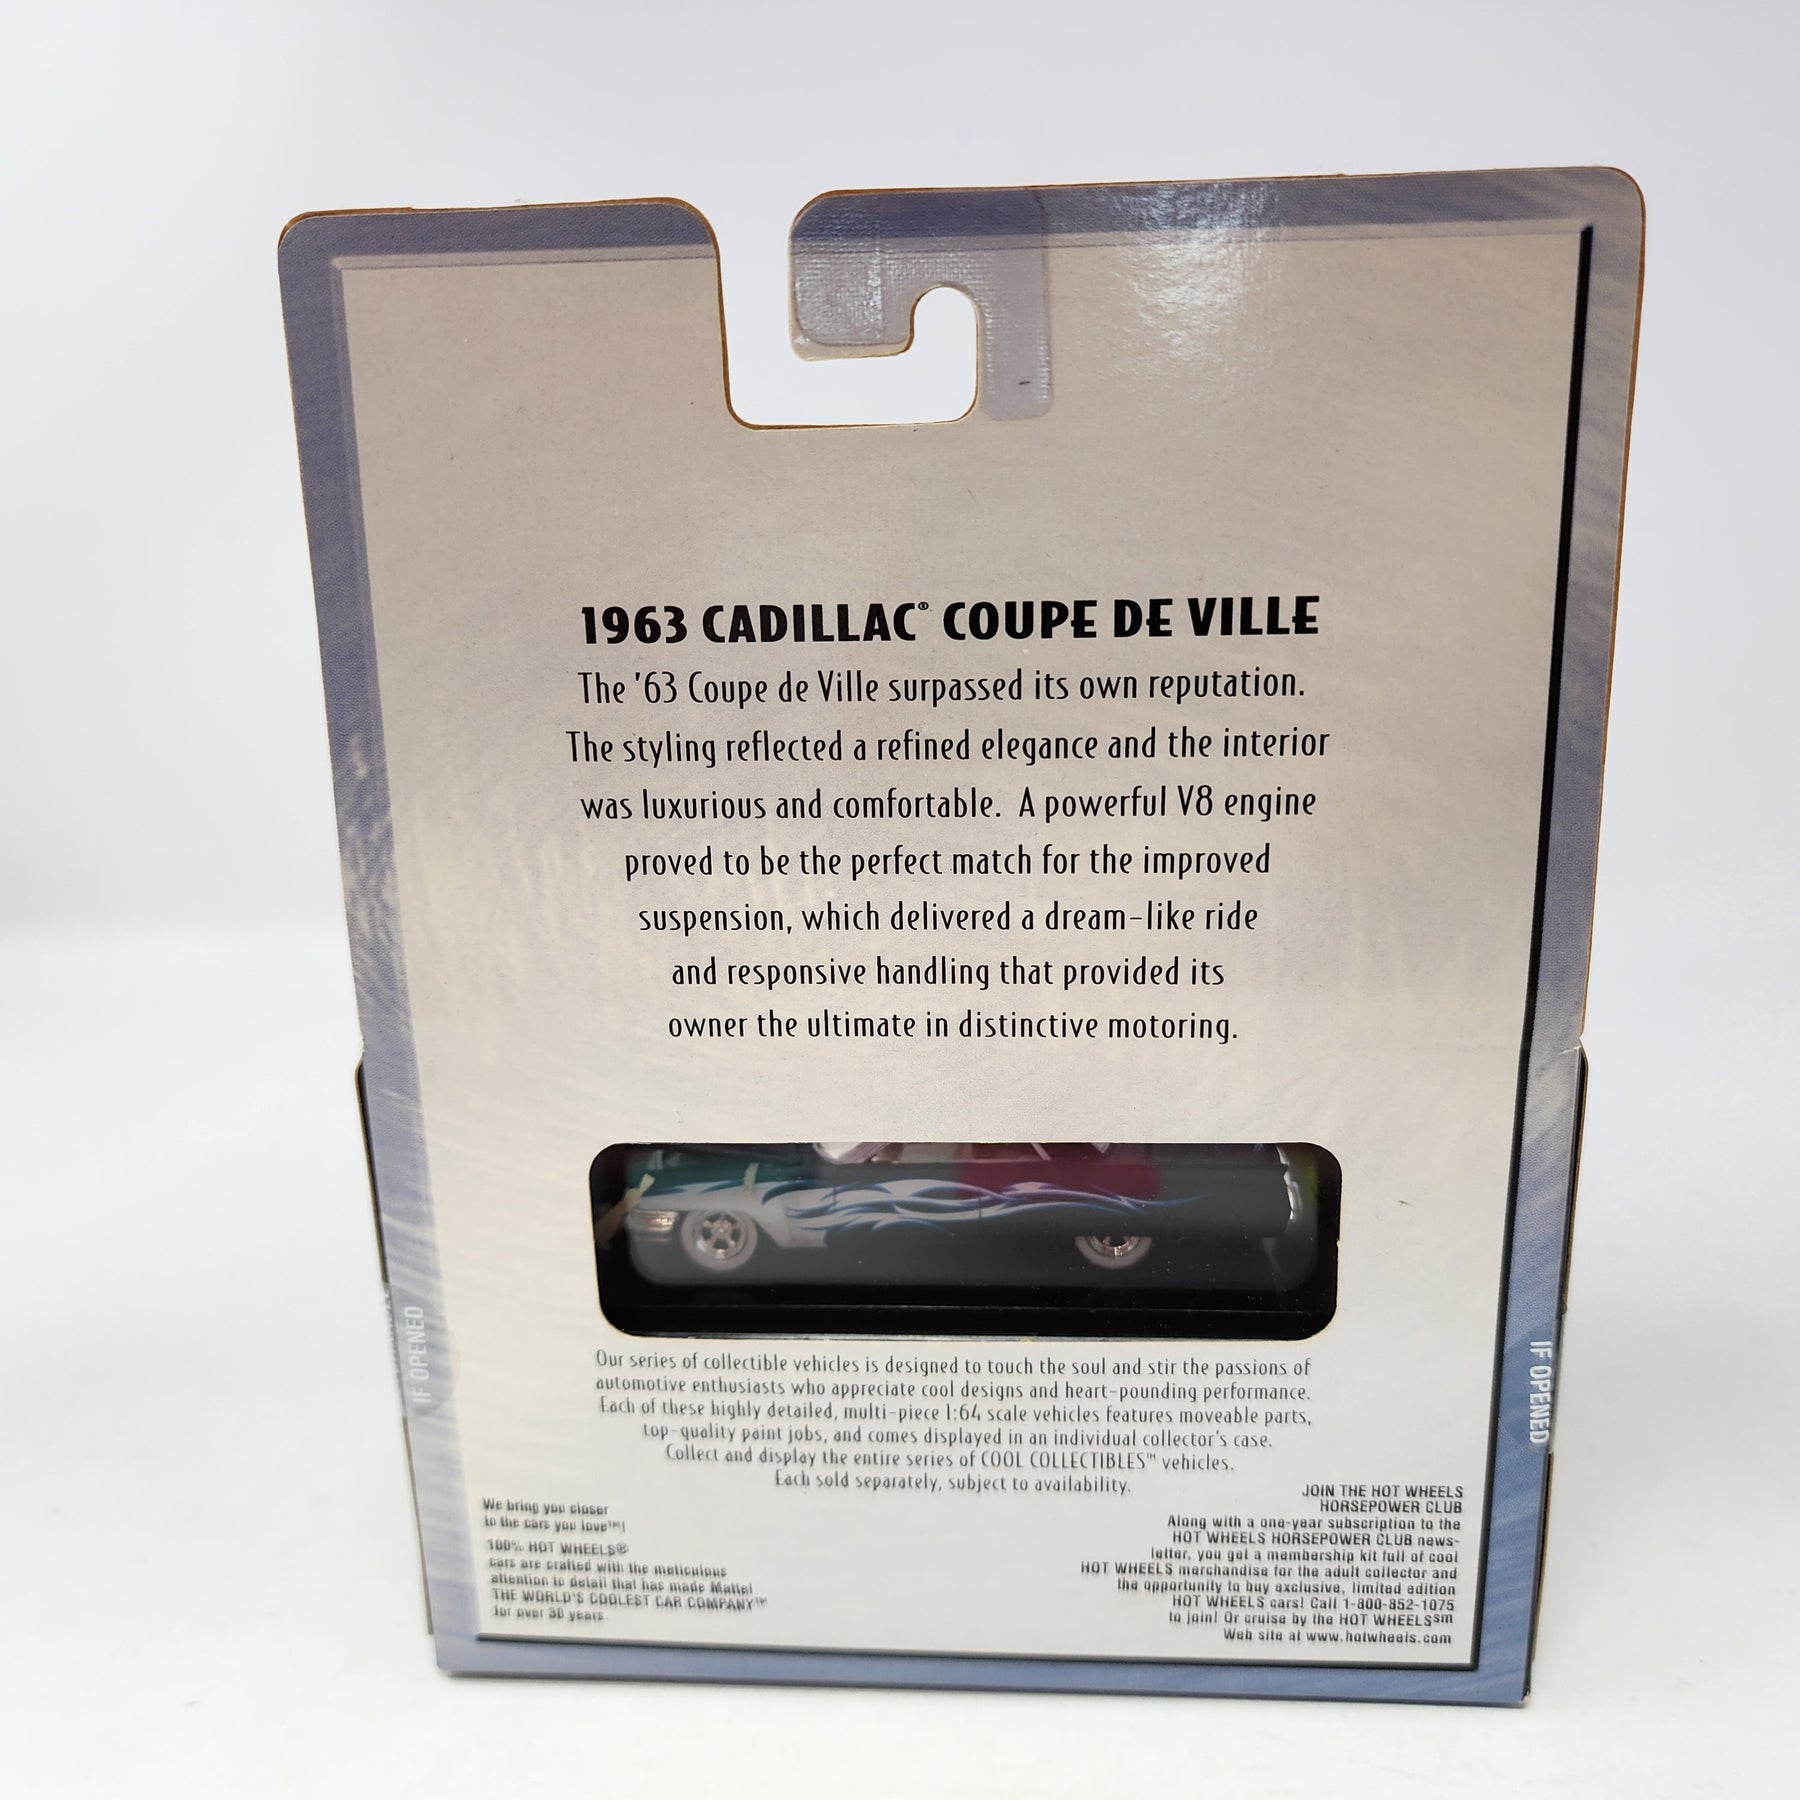 1963 CADILLAC® COUPE DE VILLE
The '63 Coupe de Ville surpassed its own reputation.
The styling reflected a refined elegance and the interior
was luxurious and comfortable. A powerful V8 engine
proved to be the perfect match for the improved
suspension, which delivered a dream-like ride
and responsive handling that provided its
owner the ultimate in distinctive motoring.
IF OPENED
IF OPENED
Our series of collectible vehicles is designed to touch the soul and stir the passions of
automotive enthusiasts who appreciate cool designs and heart-pounding performance.
Each of these highly detailed, multi-piece 1:64 scale vehicles features moveable parts,
top-quality paint jobs, and comes displayed in an individual collector's case.
Collect and display the entire series of COOL COLLECTIBLES™ vehicles.
Each sold separately, subject to availability.
We bring you closer
to the cars you love™!
100% HOT WHEELS®
cars are crafted with the meticulous
attention to detail that has made Mattel
THE WORLD'S COOLEST CAR COMPANY™
for over 30 years.
JOIN THE HOT WHEELS
HORSEPOWER CLUB
Along with a one-year subscription to the
HOT WHEELS HORSEPOWER CLUB news-
letter, you get a membership kit full of cool
HOT WHEELS merchandise for the adult collector and
the opportunity to buy exclusive, limited edition
HOT WHEELS cars! Call 1-800-852-1075
to join! Or cruise by the HOT WHEELSsm
Web site at www.hotwheels.com